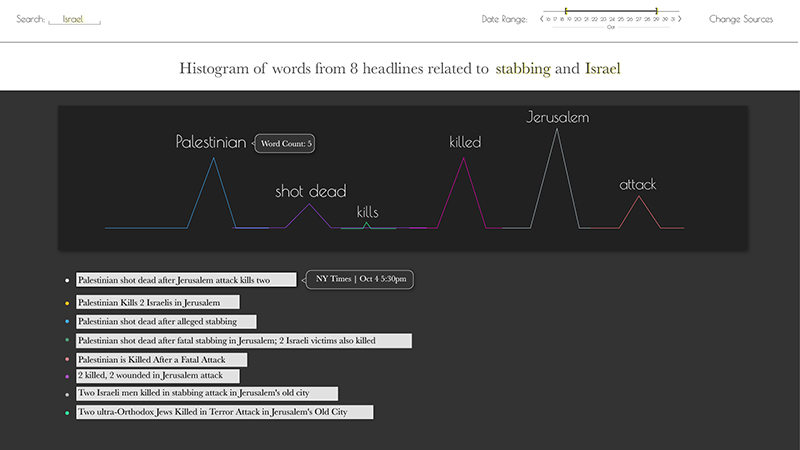 Search: Israel
Date Range:
16 17 18 19 20 21 22 23 24 25 26 27 28 29 30 31
Oct
Change Sources
Histogram of words from 8 headlines related to stabbing and Israel
Palestinian
Word Count: 5
shot dead
kills
killed
Jerusalem
attack
Palestinian shot dead after Jerusalem attack kills two
NY Times | Oct 4 5:30pm
Palestinian Kills 2 Israelis in Jerusalem
Palestinian shot dead after alleged stabbing
Palestinian shot dead after fatal stabbing in Jerusalem; 2 Israeli victims also killed
Palestinian is Killed After a Fatal Attack
2 killed, 2 wounded in Jerusalem attack
Two Israeli men killed in stabbing attack in Jerusalem's old city
Two ultra-Orthodox Jews Killed in Terror Attack in Jerusalem's Old City